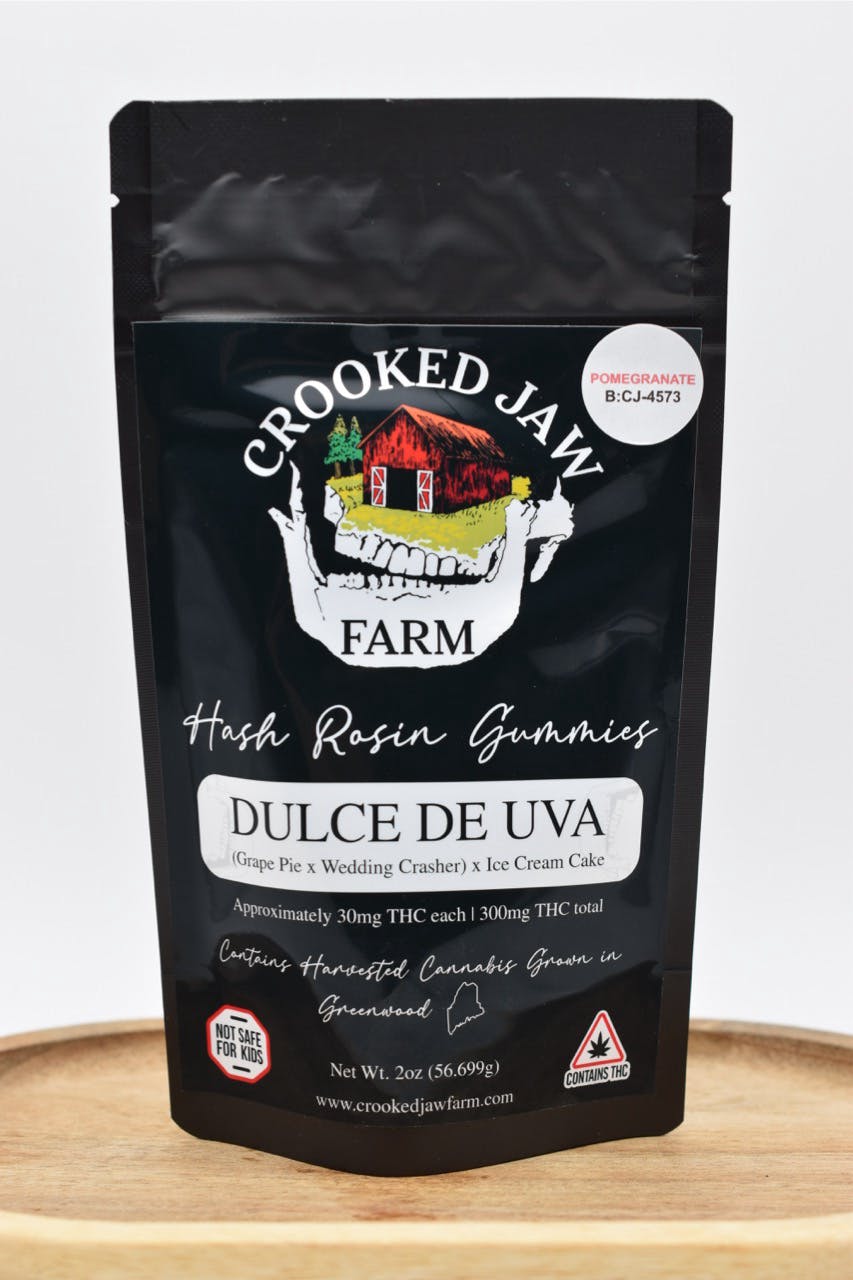 CROOKED JAW
FARM
POMEGRANATE
B:CJ-4573
Hash Rosin Gummies
DULCE DE UVA
(Grape Pie x Wedding Crasher) x Ice Cream Cake
Approximately 30mg THC each | 300mg THC total
Contains Harvested Cannabis Grown in
Greenwood
NOT SAFE
FOR KIDS
CONTAINS THC
Net Wt. 2oz (56.699g)
www.crookedjawfarm.com